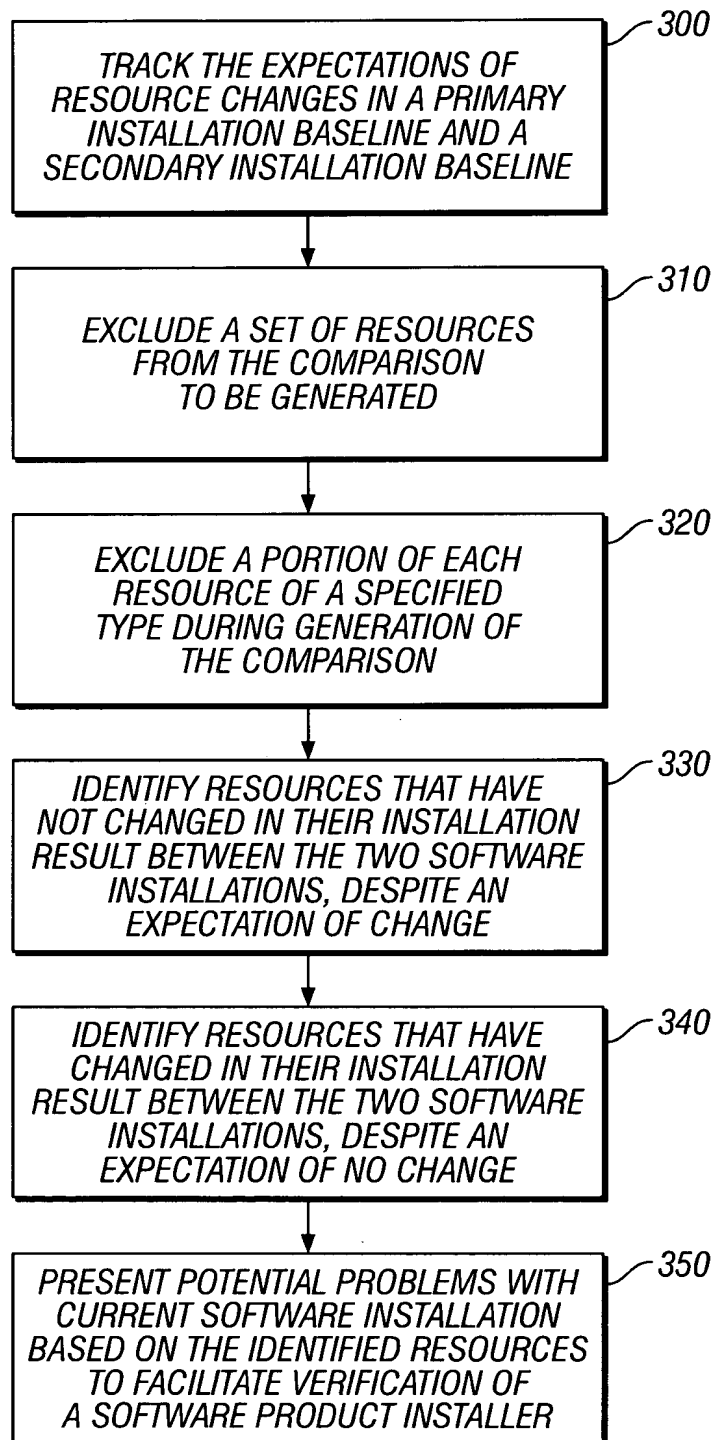 300
TRACK THE EXPECTATIONS OF
RESOURCE CHANGES IN A PRIMARY
INSTALLATION BASELINE AND A
SECONDARY INSTALLATION BASELINE
310
EXCLUDE A SET OF RESOURCES
FROM THE COMPARISON
TO BE GENERATED
320
EXCLUDE A PORTION OF EACH
RESOURCE OF A SPECIFIED
TYPE DURING GENERATION OF
THE COMPARISON
330
IDENTIFY RESOURCES THAT HAVE
NOT CHANGED IN THEIR INSTALLATION
RESULT BETWEEN THE TWO SOFTWARE
INSTALLATIONS, DESPITE AN
EXPECTATION OF CHANGE
340
IDENTIFY RESOURCES THAT HAVE
CHANGED IN THEIR INSTALLATION
RESULT BETWEEN THE TWO SOFTWARE
INSTALLATIONS, DESPITE AN
EXPECTATION OF NO CHANGE
350
PRESENT POTENTIAL PROBLEMS WITH
CURRENT SOFTWARE INSTALLATION
BASED ON THE IDENTIFIED RESOURCES
TO FACILITATE VERIFICATION OF
A SOFTWARE PRODUCT INSTALLER